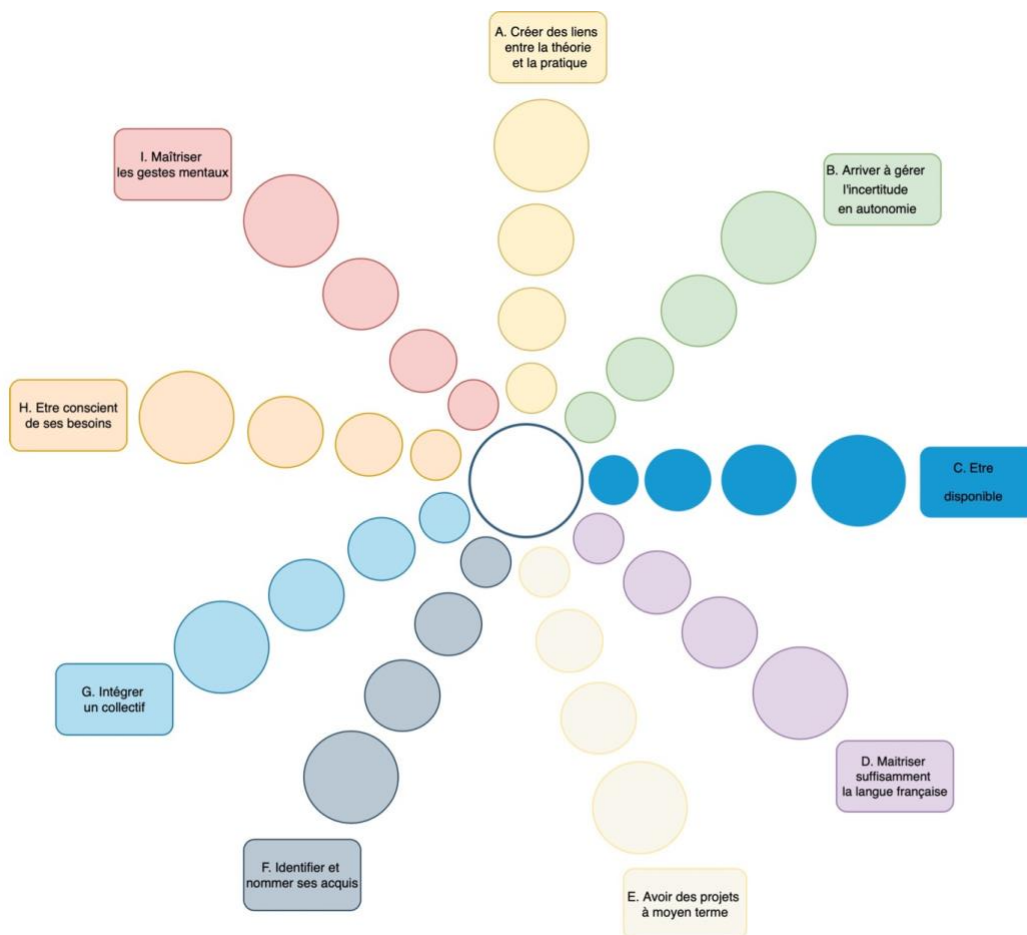 A. Créer des liens
entre la théorie
et la pratique
B. Arriver à gérer
l'incertitude
en autonomie
C. Etre
disponible
D. Maitriser
suffisamment
la langue française
E. Avoir des projets
à moyen terme
F. Identifier et
nommer ses acquis
G. Intégrer
un collectif
H. Etre conscient
de ses besoins
I. Maîtriser
les gestes mentaux